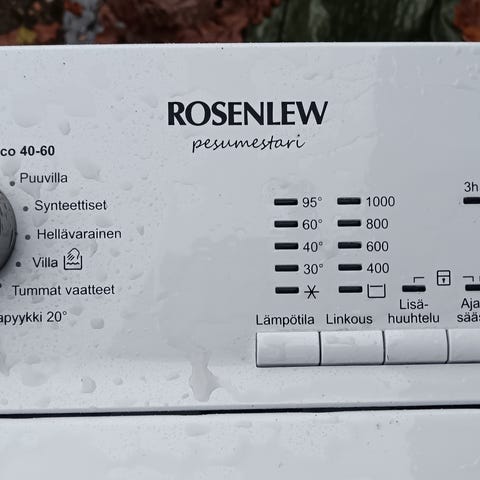 ROSENLEW
pesumestari
co 40-60
Puuvilla
Synteettiset
Hellävarainen
Villa
Tummat vaatteet
apyykki 20°
95° 1000
60° 800
40° 600
30° 400
3h
Lisä-
huuhtelu
Aja
sääs
Lämpötila
Linkous